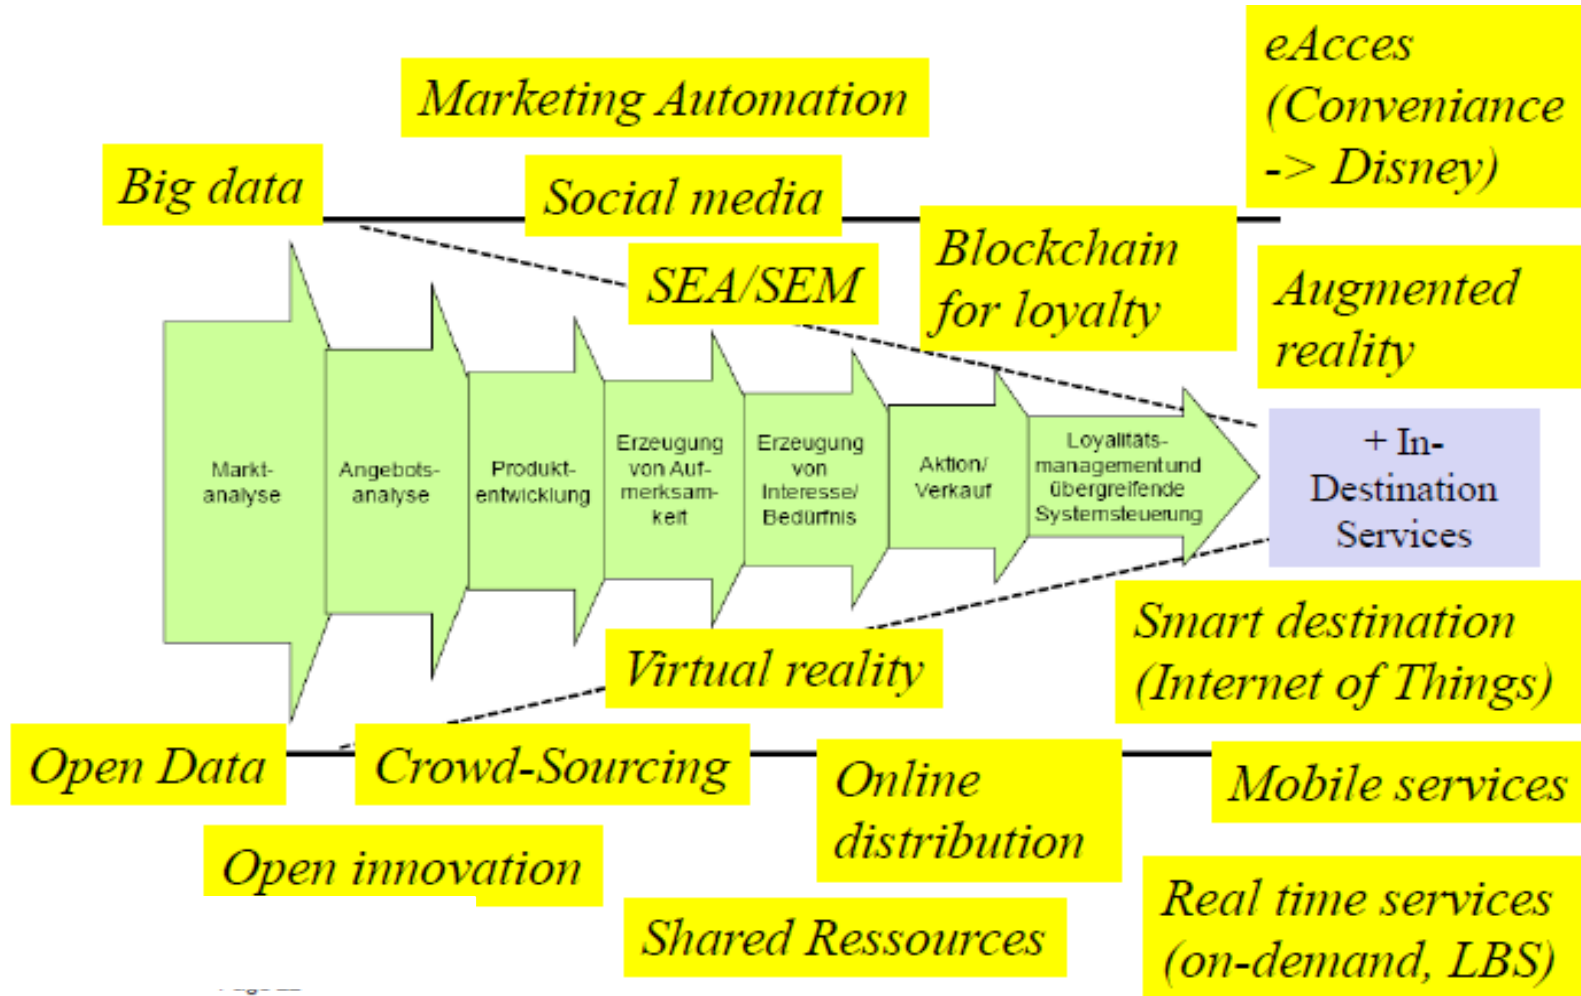 eAcces
(Conveniance
-> Disney)
Marketing Automation
Big data
Social media
Blockchain
for loyalty
SEA/SEM
Augmented
reality
Markt-
analyse
Angebots-
analyse
Produkt-
entwicklung
Erzeugung
von Auf-
merksam-
keit
Erzeugung
von
Interesse/
Bedürfnis
Aktion/
Verkauf
Loyalitäts-
management und
übergreifende
Systemsteuerung
+ In-
Destination
Services
Smart destination
(Internet of Things)
Virtual reality
Open Data
Crowd-Sourcing
Online
distribution
Mobile services
Open innovation
Shared Ressources
Real time services
(on-demand, LBS)